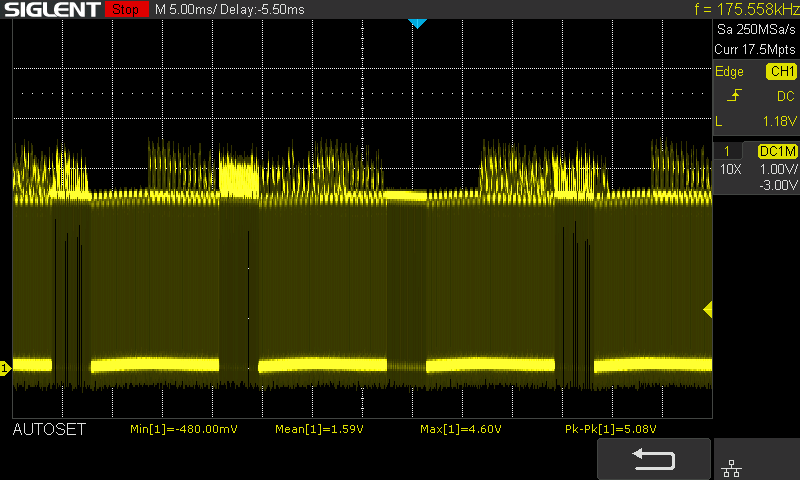 SIGLENT Stop M 5.00ms/ Delay:-5.50ms f = 175.558kHz
Sa 250MSa/s
Curr 17.5Mpts
Edge CH1
DC
L 1.18V
1 DC1M
10X 1.00V/
-3.00V
1
AUTOSET Min[1]=-480.00mV Mean[1]=1.59V Max[1]=4.60V Pk-Pk[1]=5.08V